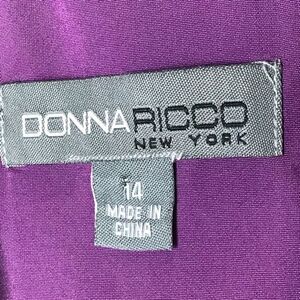 DONNA RICCO
NEW YORK
14
MADE IN
CHINA